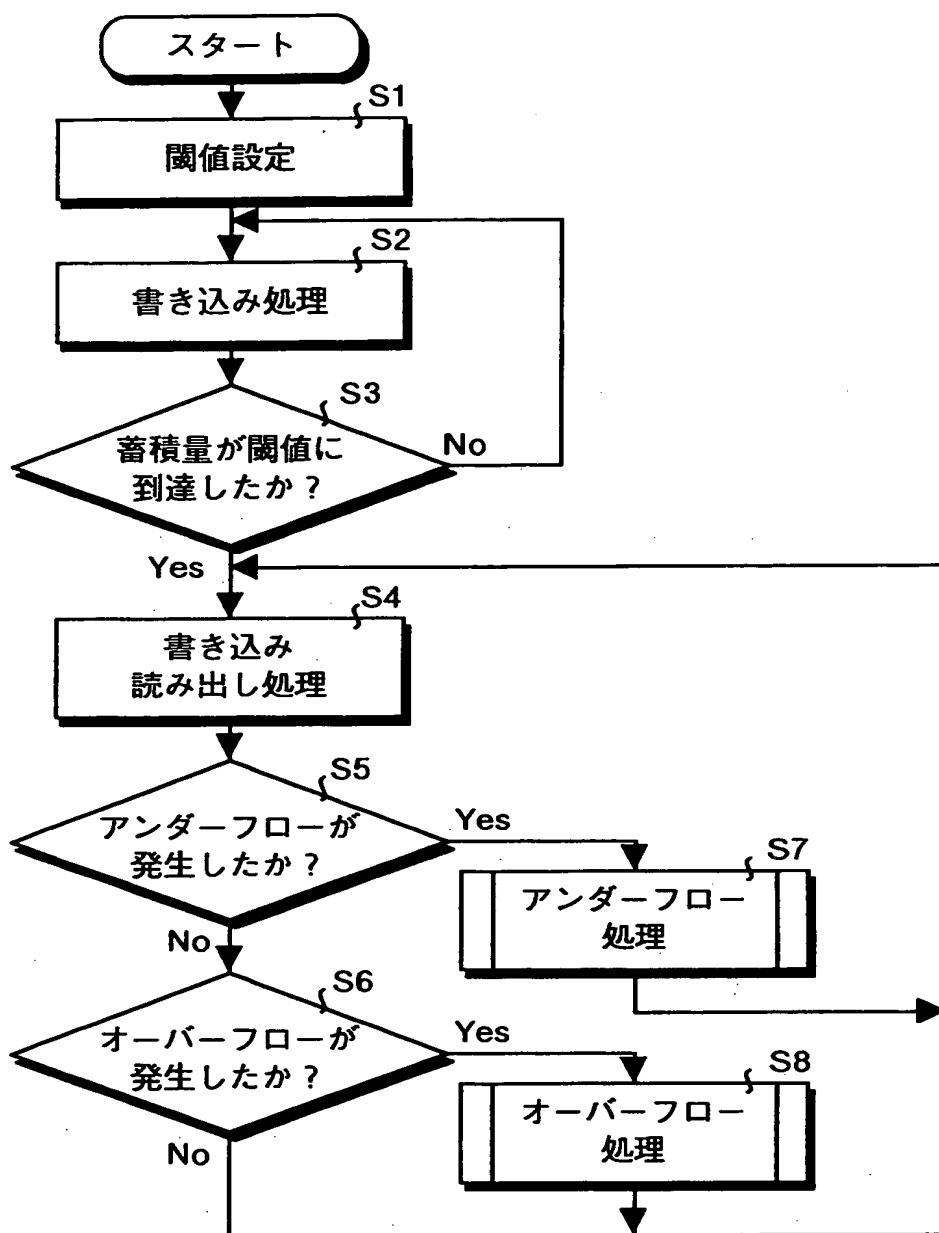 スタート
S1
閾値設定
S2
書き込み処理
S3
蓄積量が閾値に
到達したか？
No
Yes
S4
書き込み
読み出し処理
S5
アンダーフローが
発生したか？
Yes
S7
アンダーフロー
処理
No
S6
オーバーフローが
発生したか？
Yes
S8
オーバーフロー
処理
No